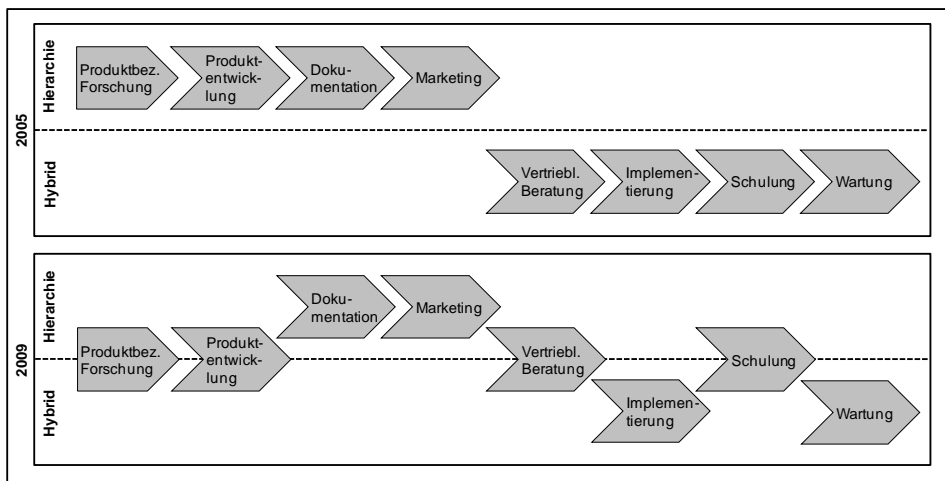 2005
Hierarchie
Produktbez.
Forschung
Produkt-
entwick-
lung
Doku-
mentation
Marketing
Hybrid
Vertriebl.
Beratung
Implemen-
tierung
Schulung
Wartung
2009
Hierarchie
Doku-
mentation
Marketing
Produktbez.
Forschung
Produkt-
entwick-
lung
Vertriebl.
Beratung
Schulung
Hybrid
Implemen-
tierung
Wartung